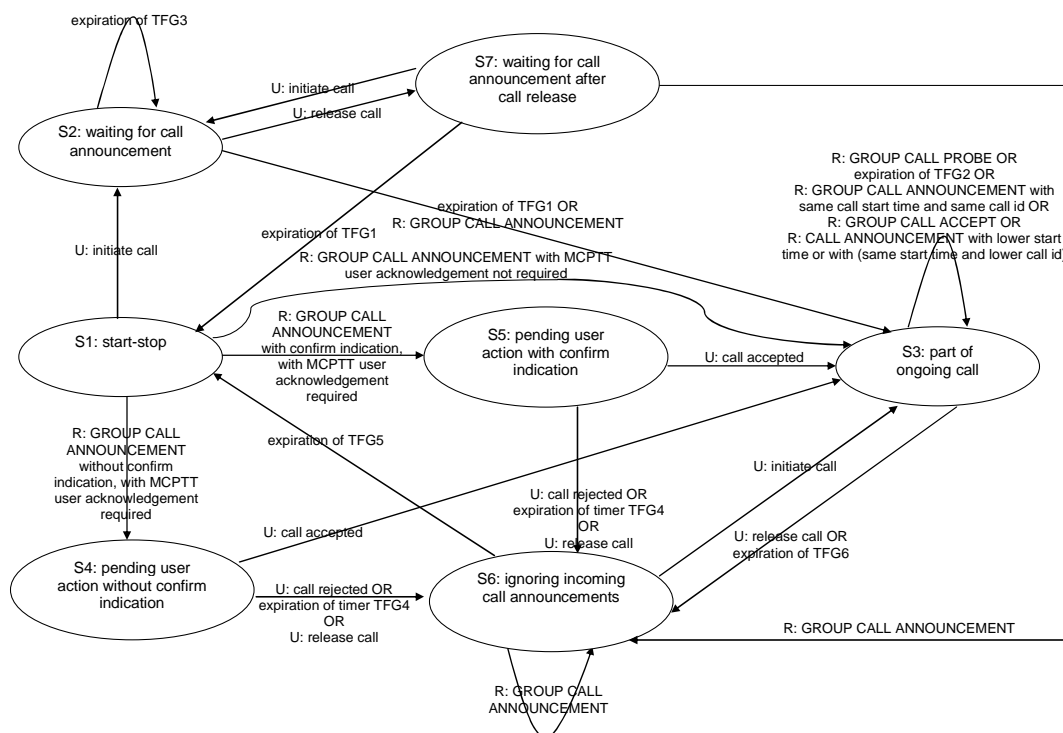 expiration of TFG3
S7: waiting for call
announcement after
call release
U: initiate call
U: release call
S2: waiting for call
announcement
R: GROUP CALL PROBE OR
expiration of TFG2 OR
R: GROUP CALL ANNOUNCEMENT with
same call start time and same call id OR
R: GROUP CALL ACCEPT OR
R: CALL ANNOUNCEMENT with lower start
time or with (same start time and lower call id)
expiration of TFG1 OR
R: GROUP CALL ANNOUNCEMENT
expiration of TFG1
U: initiate call
R: GROUP CALL ANNOUNCEMENT with MCPTT
user acknowledgement not required
S1: start-stop
R: GROUP CALL
ANNOUNCEMENT
with confirm indication,
with MCPTT user
acknowledgement
required
S5: pending user
action with confirm
indication
U: call accepted
S3: part of
ongoing call
R: GROUP CALL
ANNOUNCEMENT
without confirm
indication, with MCPTT
user acknowledgement
required
expiration of TFG5
U: initiate call
U: call rejected OR
expiration of timer TFG4
OR
U: release call
U: call accepted
U: release call OR
expiration of TFG6
S4: pending user
action without confirm
indication
U: call rejected OR
expiration of timer TFG4
OR
U: release call
S6: ignoring incoming
call announcements
R: GROUP CALL ANNOUNCEMENT
R: GROUP CALL
ANNOUNCEMENT